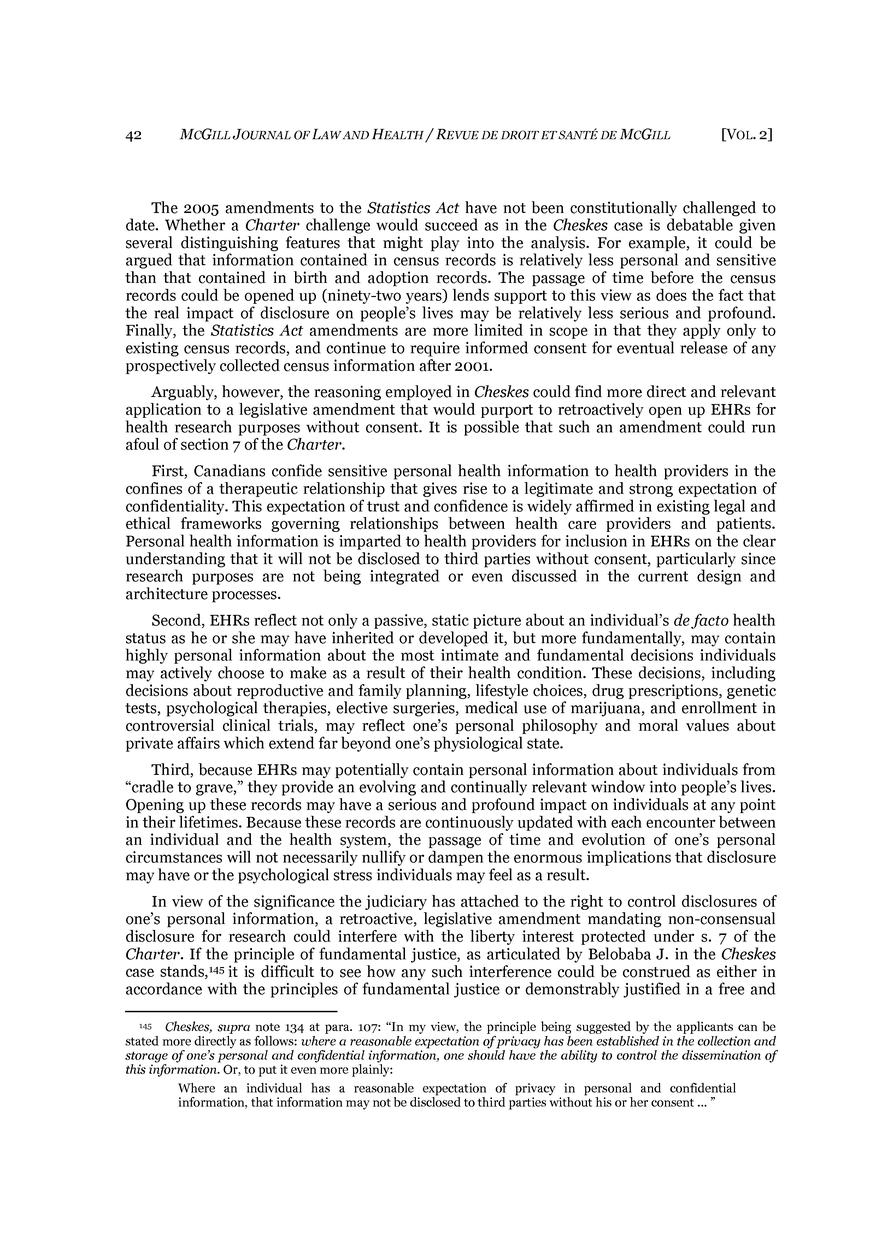 42 MCGILL JOURNAL OF LAW AND HEALTH / REVUE DE DROIT ET SANTÉ DE MCGILL [VOL. 2]
The 2005 amendments to the Statistics Act have not been constitutionally challenged to
date. Whether a Charter challenge would succeed as in the Cheskes case is debatable given
several distinguishing features that might play into the analysis. For example, it could be
argued that information contained in census records is relatively less personal and sensitive
than that contained in birth and adoption records. The passage of time before the census
records could be opened up (ninety-two years) lends support to this view as does the fact that
the real impact of disclosure on people’s lives may be relatively less serious and profound.
Finally, the Statistics Act amendments are more limited in scope in that they apply only to
existing census records, and continue to require informed consent for eventual release of any
prospectively collected census information after 2001.
Arguably, however, the reasoning employed in Cheskes could find more direct and relevant
application to a legislative amendment that would purport to retroactively open up EHRs for
health research purposes without consent. It is possible that such an amendment could run
afoul of section 7 of the Charter.
First, Canadians confide sensitive personal health information to health providers in the
confines of a therapeutic relationship that gives rise to a legitimate and strong expectation of
confidentiality. This expectation of trust and confidence is widely affirmed in existing legal and
ethical frameworks governing relationships between health care providers and patients.
Personal health information is imparted to health providers for inclusion in EHRs on the clear
understanding that it will not be disclosed to third parties without consent, particularly since
research purposes are not being integrated or even discussed in the current design and
architecture processes.
Second, EHRs reflect not only a passive, static picture about an individual’s de facto health
status as he or she may have inherited or developed it, but more fundamentally, may contain
highly personal information about the most intimate and fundamental decisions individuals
may actively choose to make as a result of their health condition. These decisions, including
decisions about reproductive and family planning, lifestyle choices, drug prescriptions, genetic
tests, psychological therapies, elective surgeries, medical use of marijuana, and enrollment in
controversial clinical trials, may reflect one’s personal philosophy and moral values about
private affairs which extend far beyond one’s physiological state.
Third, because EHRs may potentially contain personal information about individuals from
“cradle to grave,” they provide an evolving and continually relevant window into people’s lives.
Opening up these records may have a serious and profound impact on individuals at any point
in their lifetimes. Because these records are continuously updated with each encounter between
an individual and the health system, the passage of time and evolution of one’s personal
circumstances will not necessarily nullify or dampen the enormous implications that disclosure
may have or the psychological stress individuals may feel as a result.
In view of the significance the judiciary has attached to the right to control disclosures of
one’s personal information, a retroactive, legislative amendment mandating non-consensual
disclosure for research could interfere with the liberty interest protected under s. 7 of the
Charter. If the principle of fundamental justice, as articulated by Belobaba J. in the Cheskes
case stands,145 it is difficult to see how any such interference could be construed as either in
accordance with the principles of fundamental justice or demonstrably justified in a free and
145 Cheskes, supra note 134 at para. 107: “In my view, the principle being suggested by the applicants can be
stated more directly as follows: where a reasonable expectation of privacy has been established in the collection and
storage of one’s personal and confidential information, one should have the ability to control the dissemination of
this information. Or, to put it even more plainly:
Where an individual has a reasonable expectation of privacy in personal and confidential
information, that information may not be disclosed to third parties without his or her consent ... ”